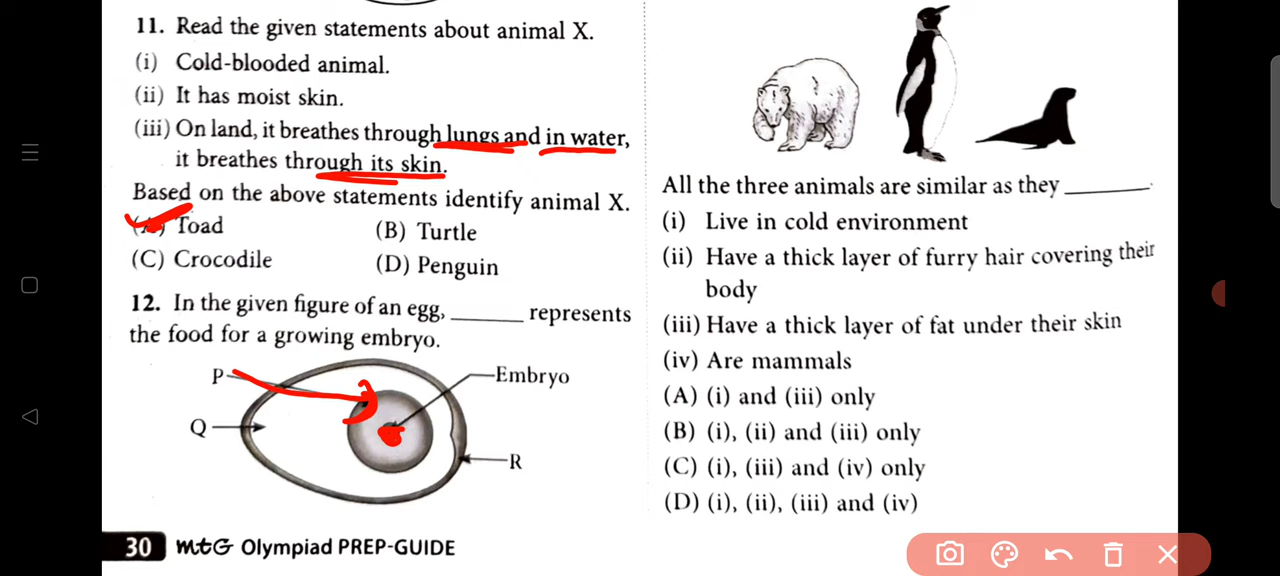 11. Read the given statements about animal X.
(i) Cold-blooded animal.
(ii) It has moist skin.
(iii) On land, it breathes through lungs and in water,
it breathes through its skin.
Based on the above statements identify animal X.
(A) Toad
(B) Turtle
(C) Crocodile
(D) Penguin
12. In the given figure of an egg, ______ represents
the food for a growing embryo.
P
Embryo
Q
R
30 mtG Olympiad PREP-GUIDE
All the three animals are similar as they ______.
(i) Live in cold environment
(ii) Have a thick layer of furry hair covering their
body
(iii) Have a thick layer of fat under their skin
(iv) Are mammals
(A) (i) and (iii) only
(B) (i), (ii) and (iii) only
(C) (i), (iii) and (iv) only
(D) (i), (ii), (iii) and (iv)